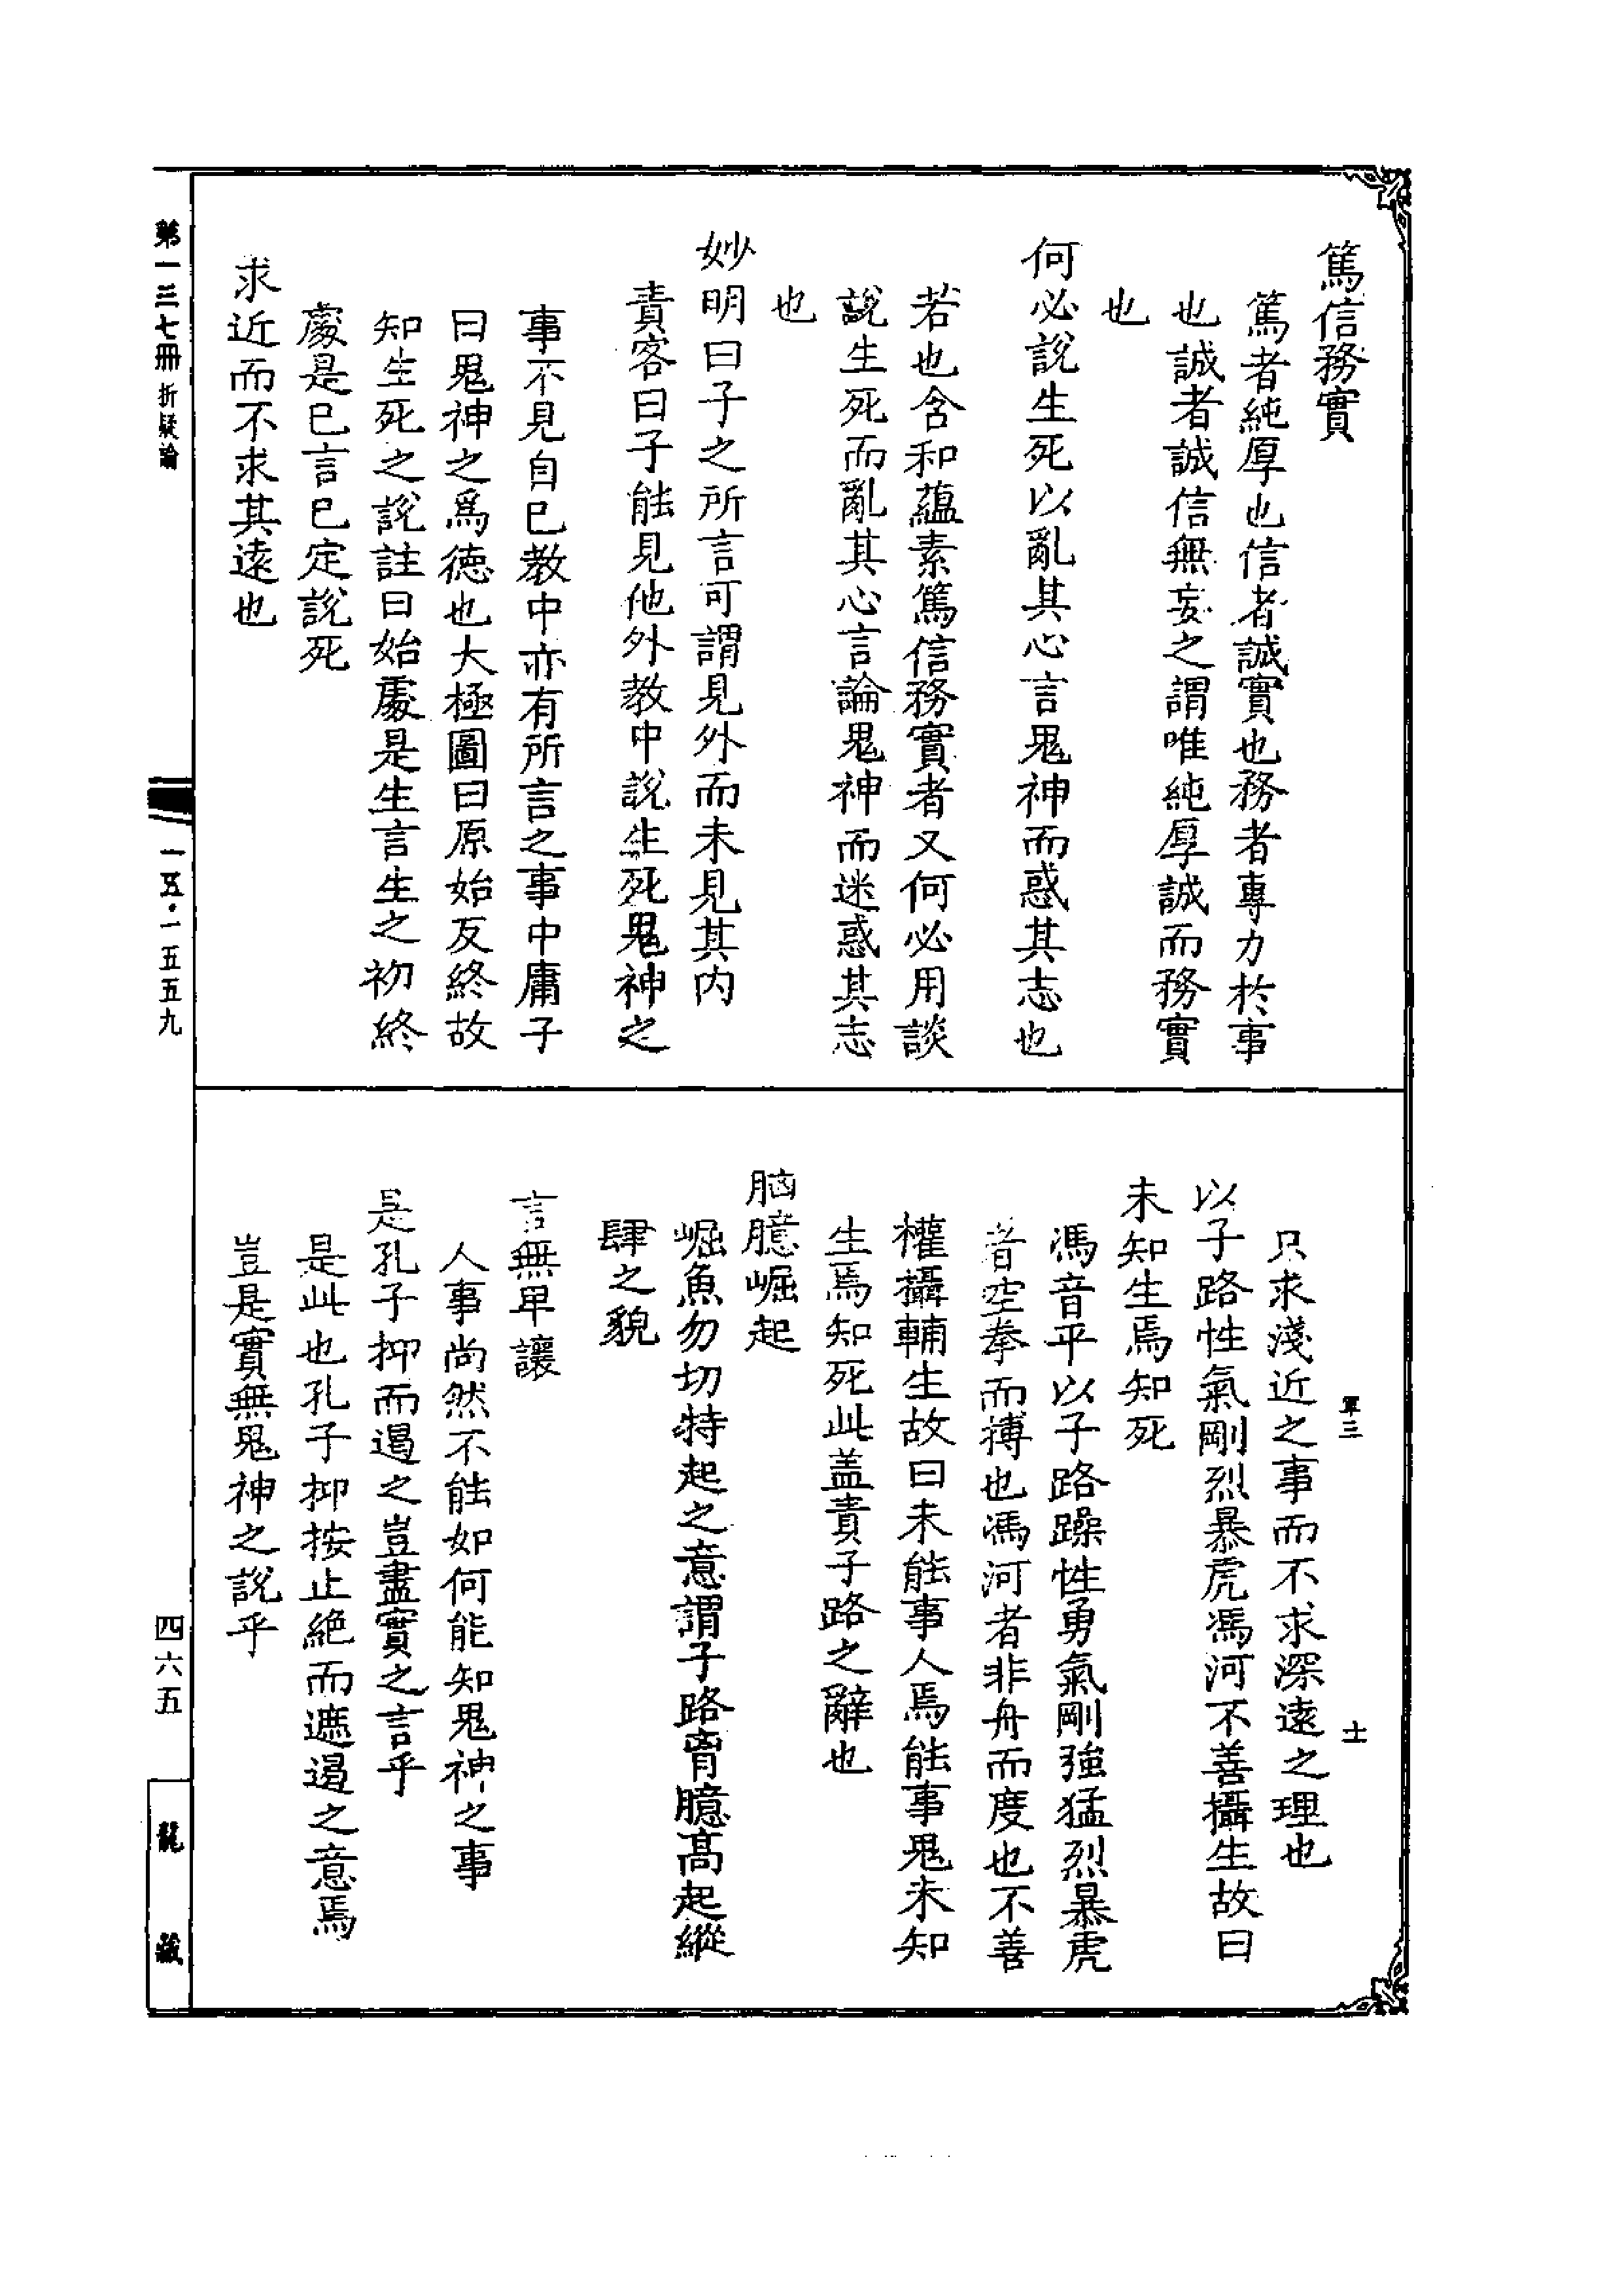 篤信務實
篤者純厚也信者誠實也務者專力於事
也誠者誠信無妄之謂唯純厚誠而務實
也
何必說生死以亂其心言鬼神而惑其志也
若也含和蘊素篤信務實者又何必用談
說生死而亂其心言論鬼神而迷惑其志
也
妙明曰子之所言可謂見外而未見其內
責客曰子能見他外教中說生死鬼神之
事不見自已教中亦有所言之事中庸子
曰鬼神之爲德也大極圖曰原始反終故
知生死之說註曰始處是生言生之初終
處是已言已定說死
求近而不求其遠也
只求淺近之事而不求深遠之理也
以子路性氣剛烈暴虎馮河不善攝生故曰
未知生焉知死
馮音平以子路躁性勇氣剛強猛烈暴虎
者空拳而搏也馮河者非舟而度也不善
權攝輔生故曰未能事人焉能事鬼未知
生焉知死此盖責子路之辭也
胸臆崛起
崛魚勿切特起之意謂子路胷臆高起縱
肆之貌
言無卑讓
人事尚然不能如何能知鬼神之事
是孔子抑而遏之豈盡實之言乎
是此也孔子抑按止絶而遮遏之意焉
豈是實無鬼神之說乎
軍三
十一
第一三七冊 折疑論
一五·一五五九
四六五
龍藏